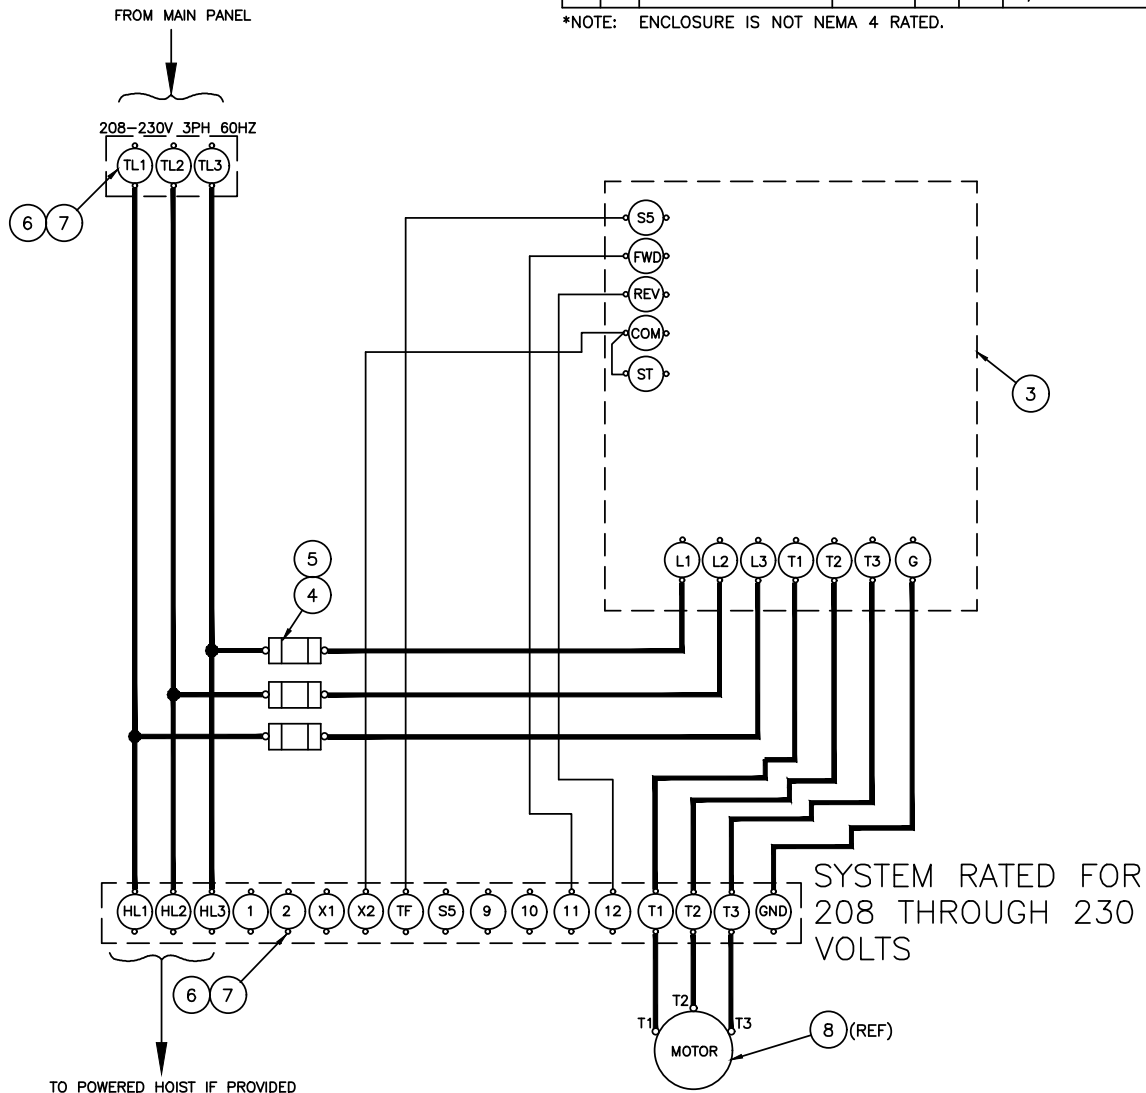 FROM MAIN PANEL
*NOTE: ENCLOSURE IS NOT NEMA 4 RATED.
208-230V 3PH 60HZ
TL1 TL2 TL3
6 7
S5
FWD
REV
COM
ST
3
5
4
L1 L2 L3 T1 T2 T3 G
HL1 HL2 HL3 1 2 X1 X2 TF S5 9 10 11 12 T1 T2 T3 GND
SYSTEM RATED FOR
208 THROUGH 230
VOLTS
6 7
T1 T2 T3
MOTOR
8 (REF)
TO POWERED HOIST IF PROVIDED